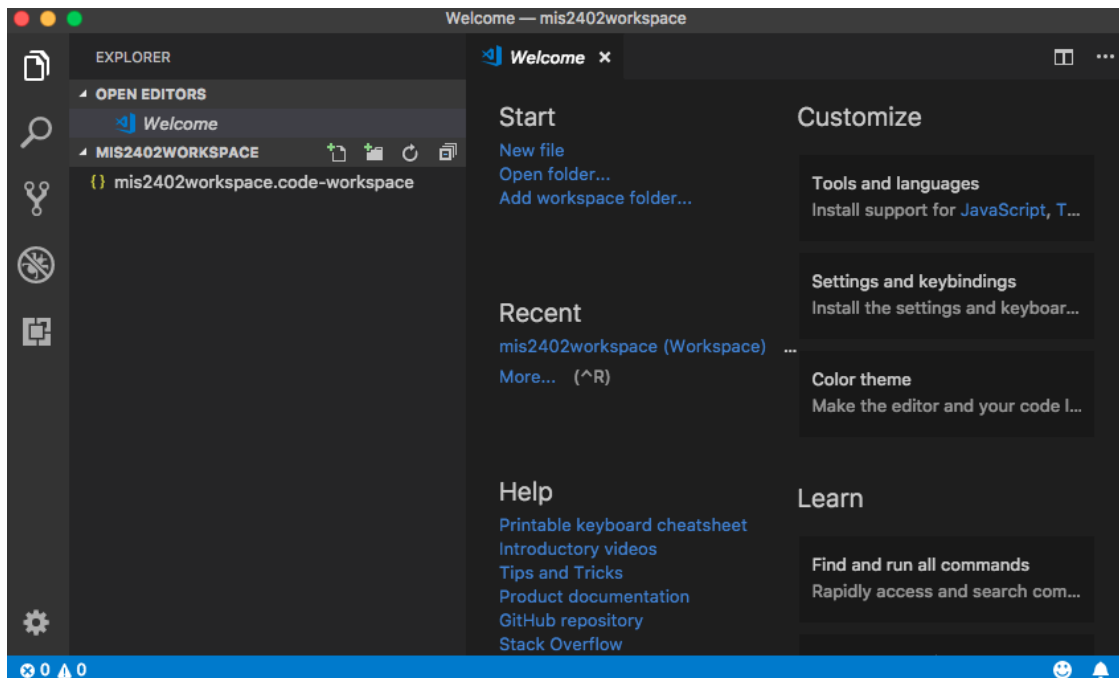 Welcome — mis2402workspace
EXPLORER
OPEN EDITORS
Welcome
MIS2402WORKSPACE
{} mis2402workspace.code-workspace
Welcome ×
...
Start
New file
Open folder...
Add workspace folder...
Recent
mis2402workspace (Workspace) ...
More... (^R)
Help
Printable keyboard cheatsheet
Introductory videos
Tips and Tricks
Product documentation
GitHub repository
Stack Overflow
Customize
Tools and languages
Install support for JavaScript, T...
Settings and keybindings
Install the settings and keyboar...
Color theme
Make the editor and your code l...
Learn
Find and run all commands
Rapidly access and search com...
0 0